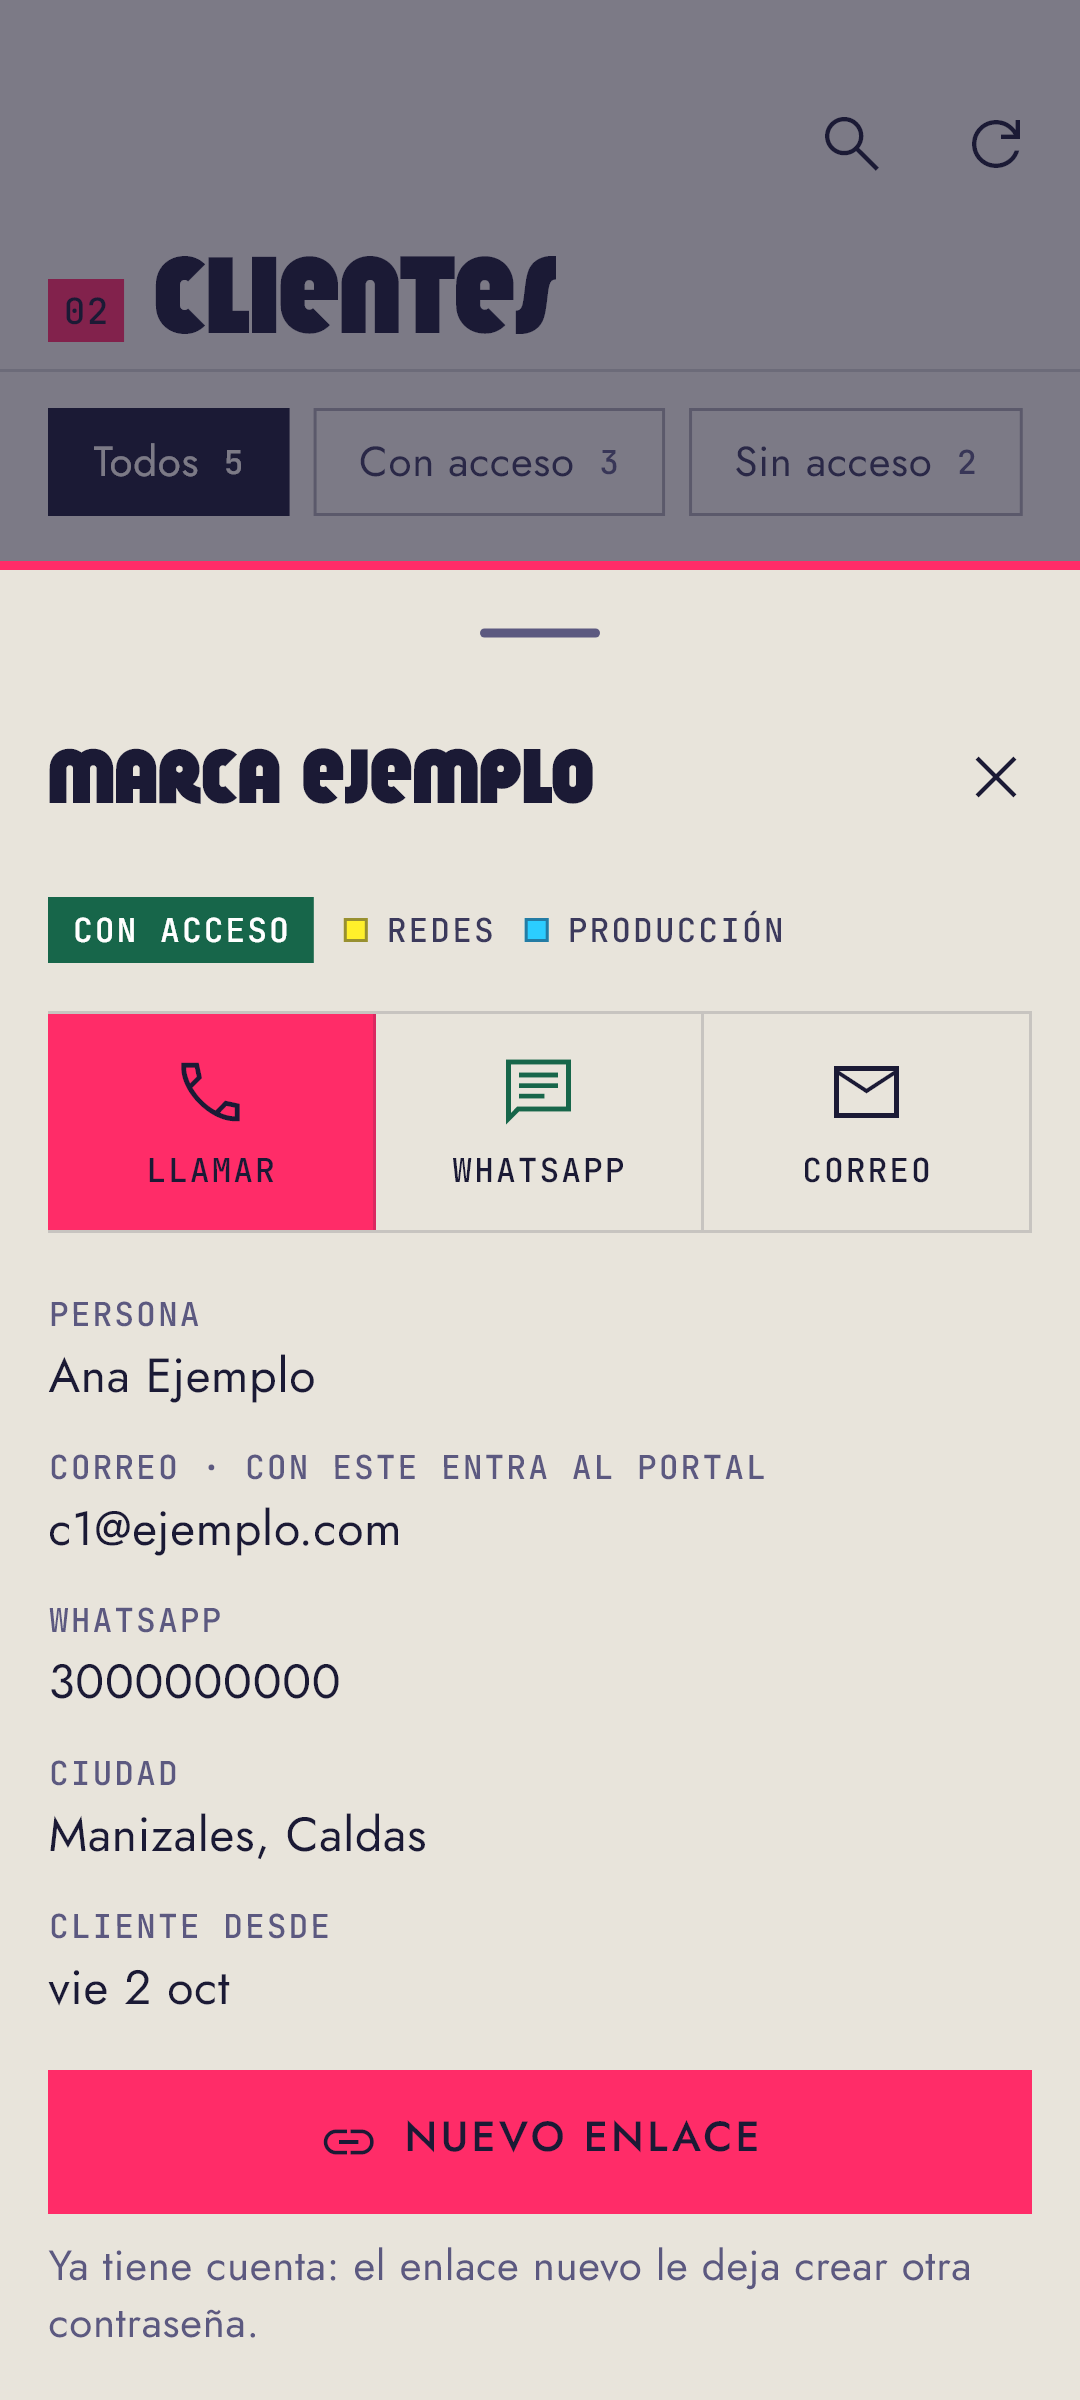 02 CLIENTES
Todos 5 Con acceso 3 Sin acceso 2
MARCA EJEMPLO
CON ACCESO REDES PRODUCCIÓN
LLAMAR WHATSAPP CORREO
PERSONA
Ana Ejemplo
CORREO · CON ESTE ENTRA AL PORTAL
c1@ejemplo.com
WHATSAPP
3000000000
CIUDAD
Manizales, Caldas
CLIENTE DESDE
vie 2 oct
NUEVO ENLACE
Ya tiene cuenta: el enlace nuevo le deja crear otra
contraseña.